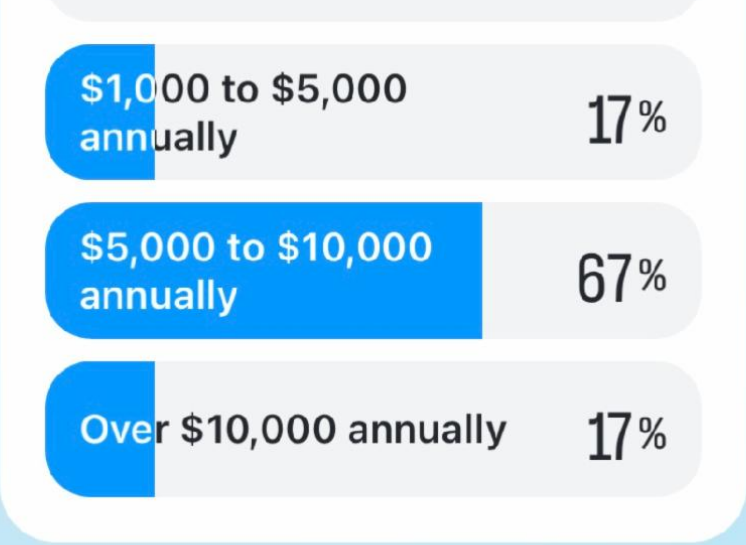 $1,000 to $5,000
annually
17%
$5,000 to $10,000
annually
67%
Over $10,000 annually
17%